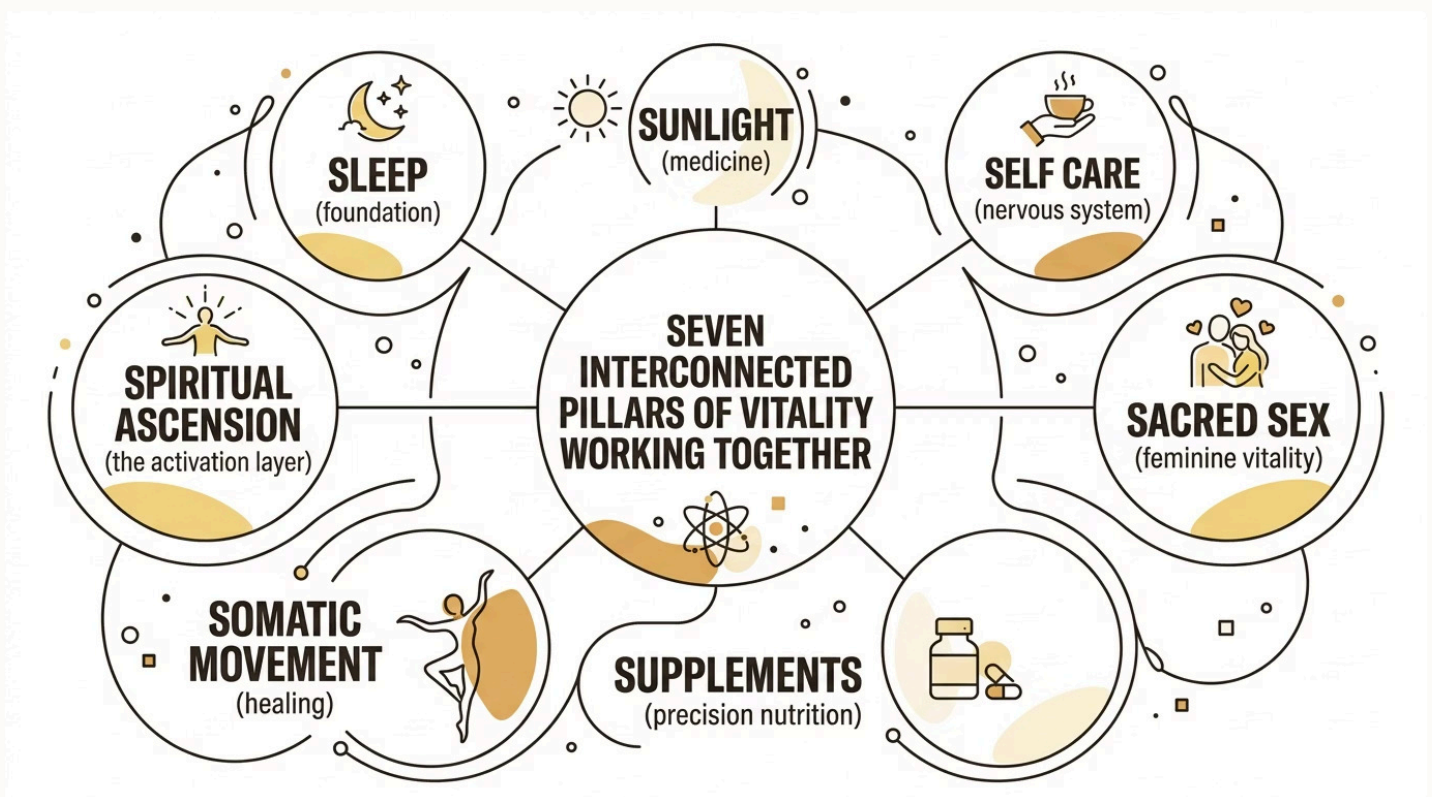 SLEEP
(foundation)
SUNLIGHT
(medicine)
SELF CARE
(nervous system)
SPIRITUAL
ASCENSION
(the activation layer)
SEVEN
INTERCONNECTED
PILLARS OF VITALITY
WORKING TOGETHER
SACRED SEX
(feminine vitality)
SOMATIC
MOVEMENT
(healing)
SUPPLEMENTS
(precision nutrition)